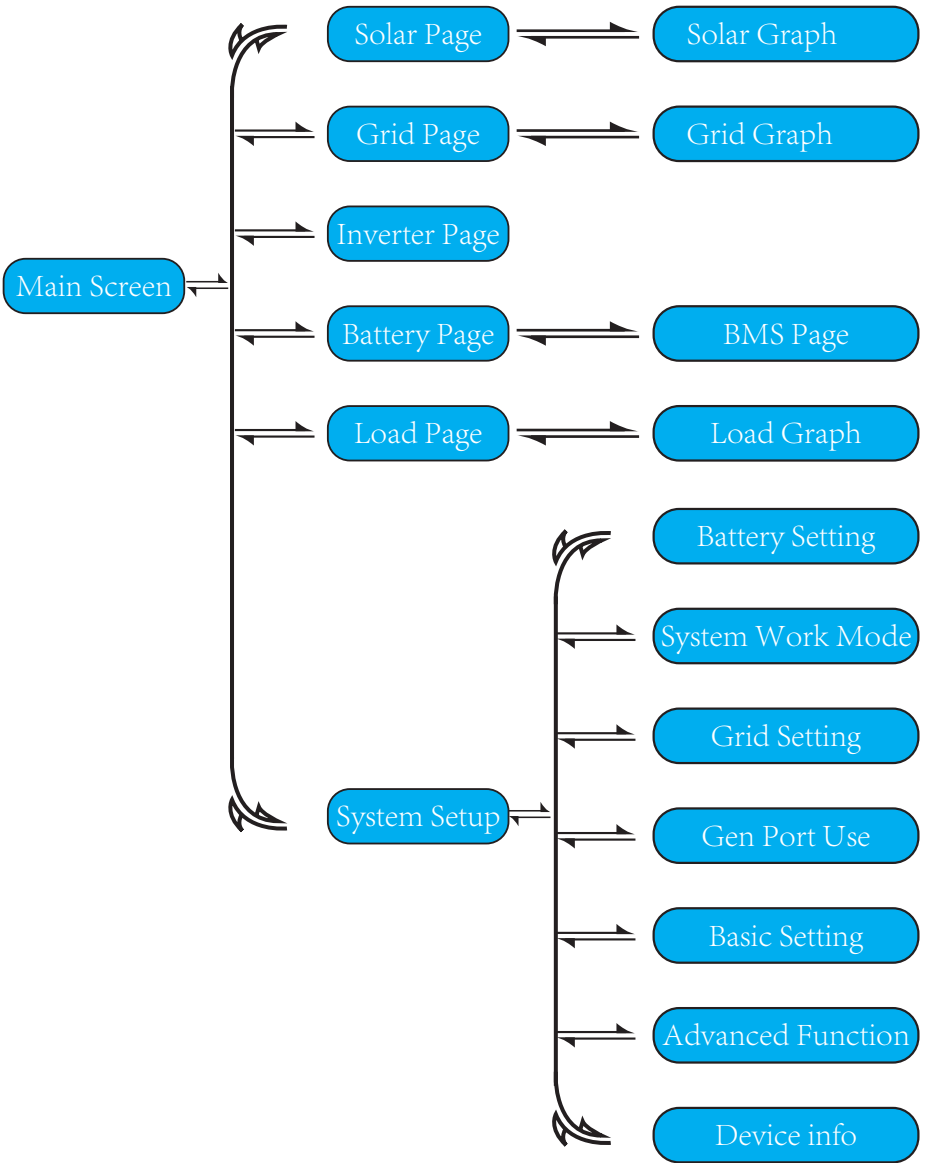 Solar Page
Solar Graph
Grid Page
Grid Graph
Inverter Page
Main Screen
Battery Page
BMS Page
Load Page
Load Graph
Battery Setting
System Work Mode
Grid Setting
System Setup
Gen Port Use
Basic Setting
Advanced Function
Device info